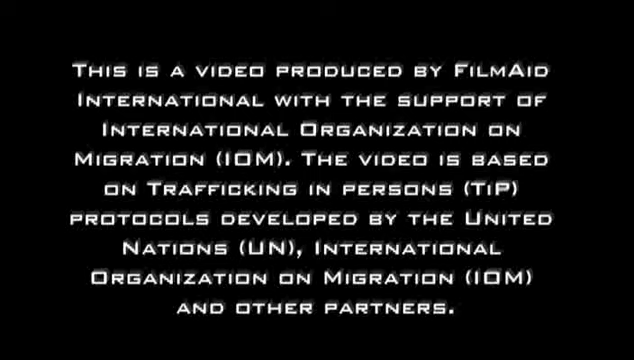 This is a video produced by FilmAid
International with the support of
International Organization on
Migration (IOM). The video is based
on Trafficking in persons (TiP)
protocols developed by the United
Nations (UN), International
Organization on Migration (IOM)
and other partners.